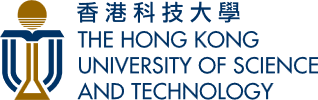 香港科技大學
THE HONG KONG
UNIVERSITY OF SCIENCE
AND TECHNOLOGY